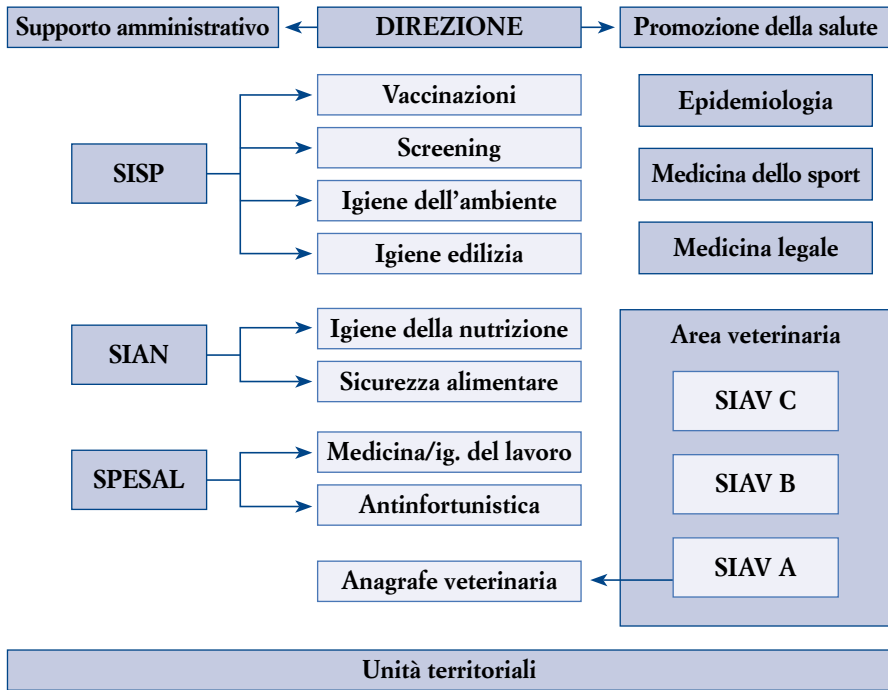 Supporto amministrativo
DIREZIONE
Promozione della salute
Vaccinazioni
Epidemiologia
Screening
SISP
Medicina dello sport
Igiene dell’ambiente
Igiene edilizia
Medicina legale
Igiene della nutrizione
Area veterinaria
SIAN
Sicurezza alimentare
SIAV C
Medicina/ig. del lavoro
SPESAL
SIAV B
Antinfortunistica
SIAV A
Anagrafe veterinaria
Unità territoriali